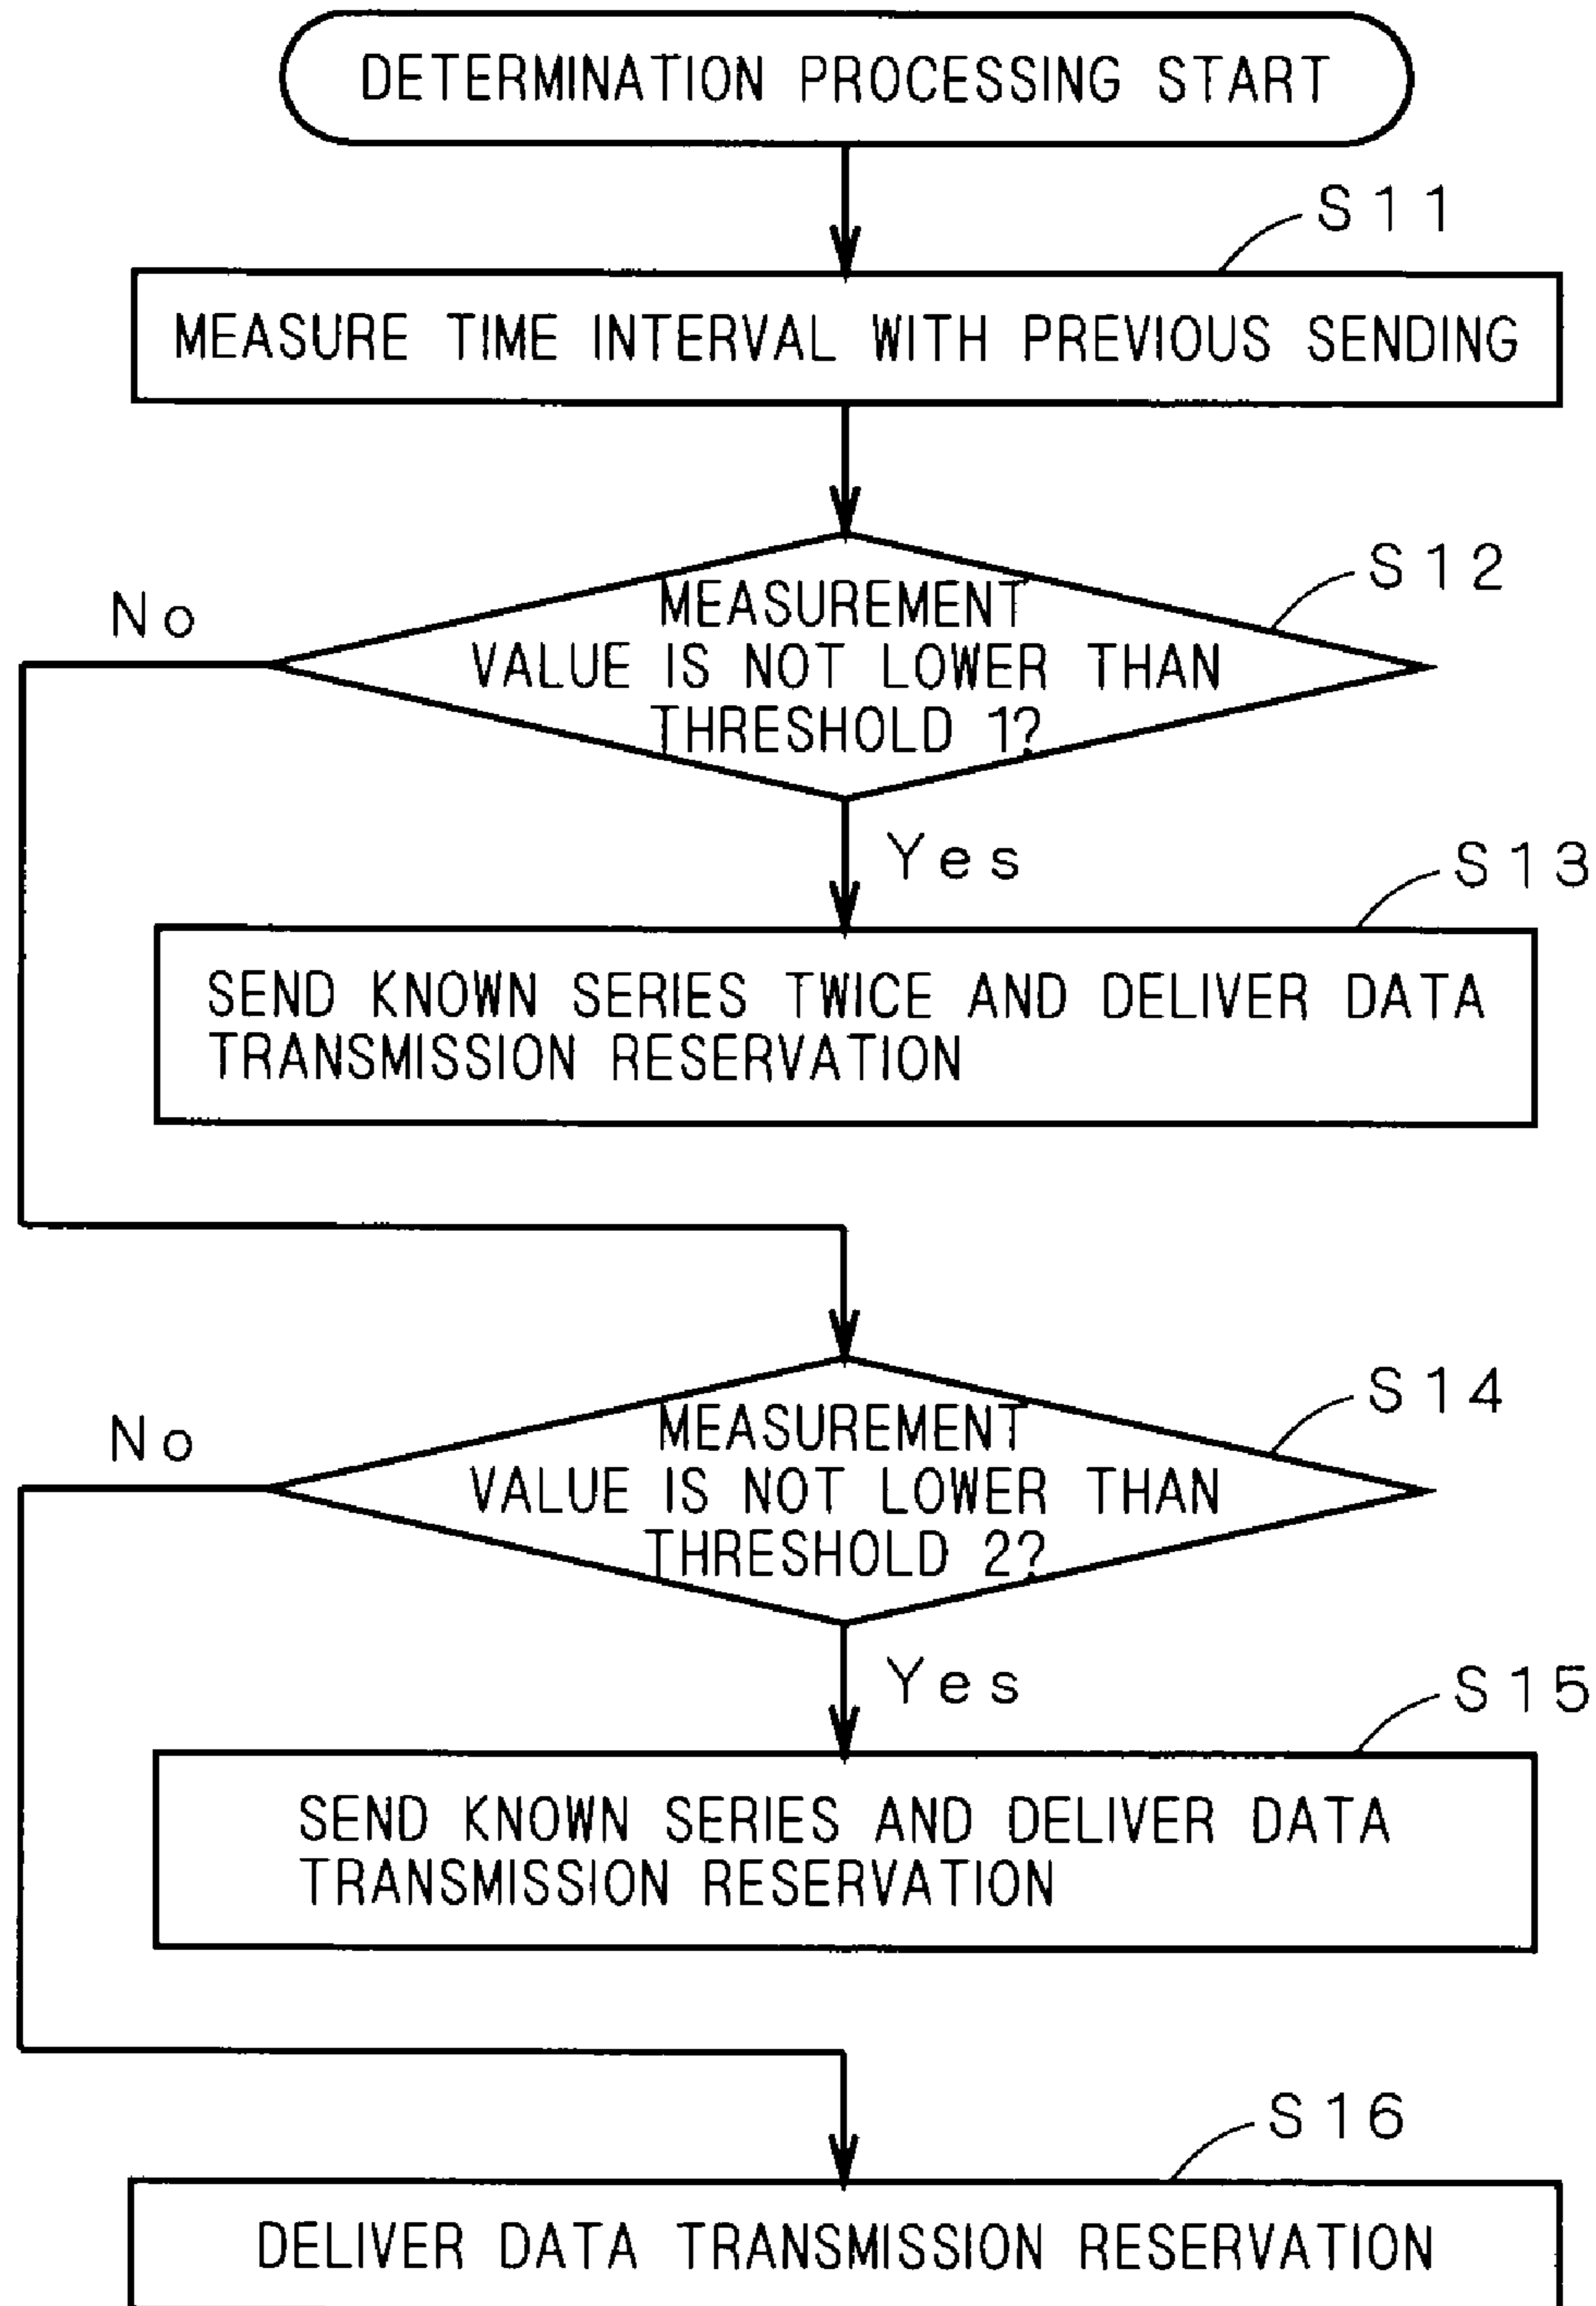 DETERMINATION PROCESSING START
S11
MEASURE TIME INTERVAL WITH PREVIOUS SENDING
S12
No
MEASUREMENT
VALUE IS NOT LOWER THAN
THRESHOLD 1?
Yes
S13
SEND KNOWN SERIES TWICE AND DELIVER DATA
TRANSMISSION RESERVATION
S14
No
MEASUREMENT
VALUE IS NOT LOWER THAN
THRESHOLD 2?
Yes
S15
SEND KNOWN SERIES AND DELIVER DATA
TRANSMISSION RESERVATION
S16
DELIVER DATA TRANSMISSION RESERVATION